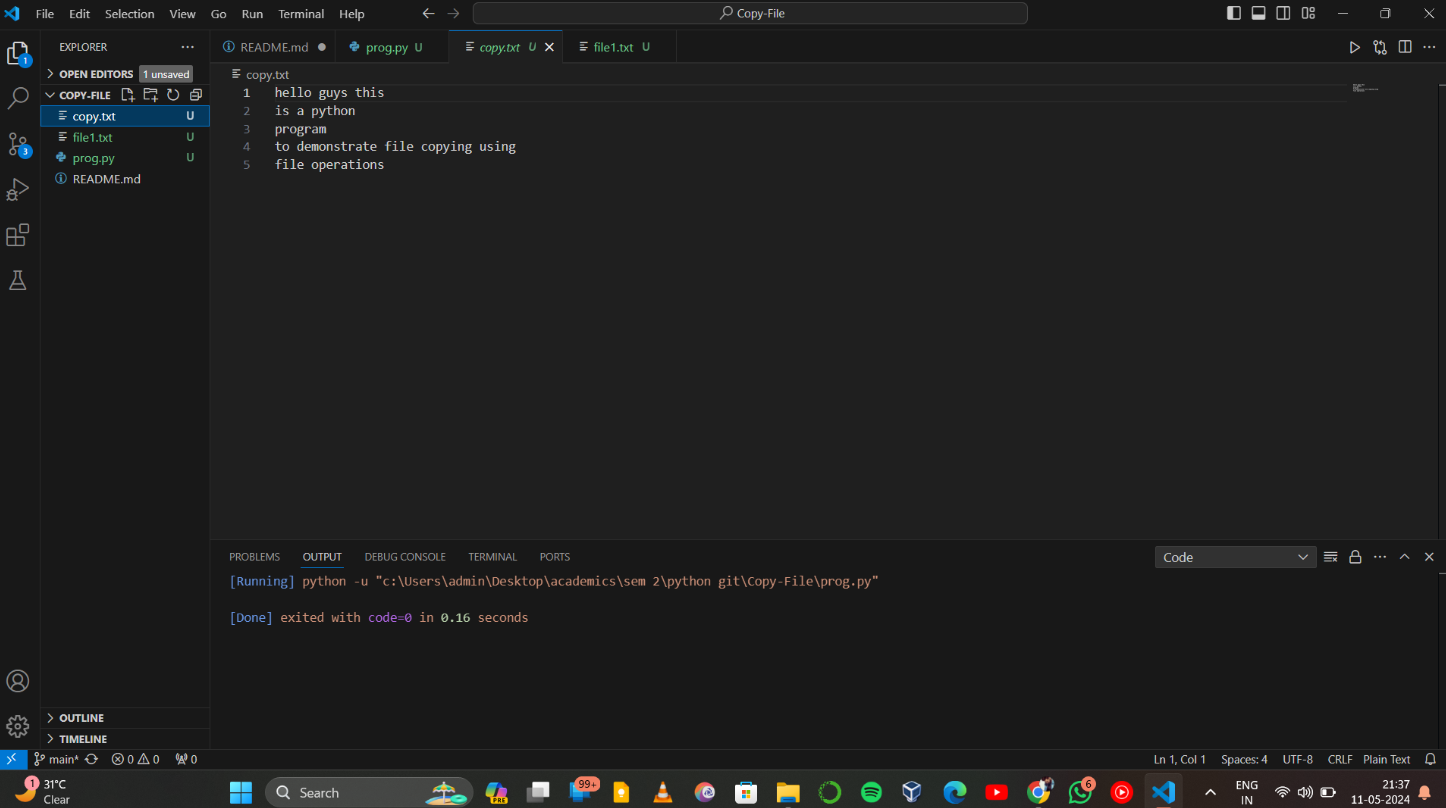 File Edit Selection View Go Run Terminal Help
Copy-File
EXPLORER
OPEN EDITORS 1 unsaved
COPY-FILE
copy.txt U
file1.txt U
prog.py U
README.md
OUTLINE
TIMELINE
1
3
README.md prog.py U copy.txt U file1.txt U
copy.txt
1 hello guys this
2 is a python
3 program
4 to demonstrate file copying using
5 file operations
PROBLEMS OUTPUT DEBUG CONSOLE TERMINAL PORTS
Code
[Running] python -u "c:\Users\admin\Desktop\academics\sem 2\python git\Copy-File\prog.py"
[Done] exited with code=0 in 0.16 seconds
main* 0 0 0
Ln 1, Col 1 Spaces: 4 UTF-8 CRLF Plain Text
1
31°C
Clear
Search
PRE
99+
6
ENG
IN
21:37
11-05-2024